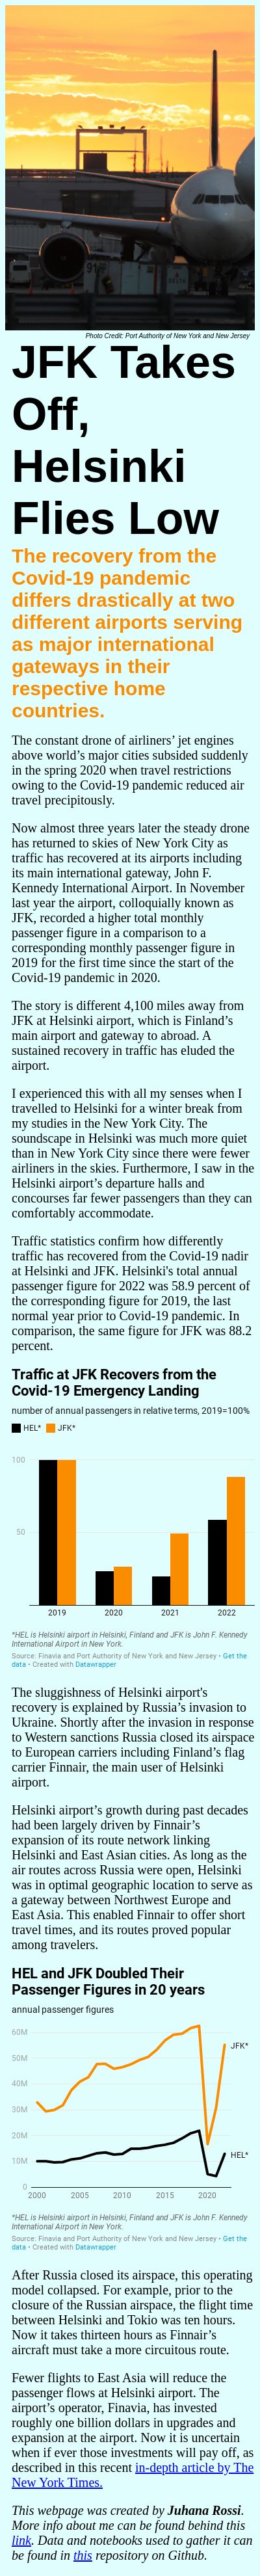 91
Photo Credit: Port Authority of New York and New Jersey
JFK Takes
Off,
Helsinki
Flies Low
The recovery from the
Covid-19 pandemic
differs drastically at two
different airports serving
as major international
gateways in their
respective home
countries.
The constant drone of airliners’ jet engines
above world’s major cities subsided suddenly
in the spring 2020 when travel restrictions
owing to the Covid-19 pandemic reduced air
travel precipitously.
Now almost three years later the steady drone
has returned to skies of New York City as
traffic has recovered at its airports including
its main international gateway, John F.
Kennedy International Airport. In November
last year the airport, colloquially known as
JFK, recorded a higher total monthly
passenger figure in a comparison to a
corresponding monthly passenger figure in
2019 for the first time since the start of the
Covid-19 pandemic in 2020.
The story is different 4,100 miles away from
JFK at Helsinki airport, which is Finland’s
main airport and gateway to abroad. A
sustained recovery in traffic has eluded the
airport.
I experienced this with all my senses when I
travelled to Helsinki for a winter break from
my studies in the New York City. The
soundscape in Helsinki was much more quiet
than in New York City since there were fewer
airliners in the skies. Furthermore, I saw in the
Helsinki airport’s departure halls and
concourses far fewer passengers than they can
comfortably accommodate.
Traffic statistics confirm how differently
traffic has recovered from the Covid-19 nadir
at Helsinki and JFK. Helsinki's total annual
passenger figure for 2022 was 58.9 percent of
the corresponding figure for 2019, the last
normal year prior to Covid-19 pandemic. In
comparison, the same figure for JFK was 88.2
percent.
Traffic at JFK Recovers from the
Covid-19 Emergency Landing
number of annual passengers in relative terms, 2019=100%
HEL* JFK*
100
50
2019 2020 2021 2022
*HEL is Helsinki airport in Helsinki, Finland and JFK is John F. Kennedy
International Airport in New York.
Source: Finavia and Port Authority of New York and New Jersey • Get the
data • Created with Datawrapper
The sluggishness of Helsinki airport's
recovery is explained by Russia’s invasion to
Ukraine. Shortly after the invasion in response
to Western sanctions Russia closed its airspace
to European carriers including Finland’s flag
carrier Finnair, the main user of Helsinki
airport.
Helsinki airport’s growth during past decades
had been largely driven by Finnair’s
expansion of its route network linking
Helsinki and East Asian cities. As long as the
air routes across Russia were open, Helsinki
was in optimal geographic location to serve as
a gateway between Northwest Europe and
East Asia. This enabled Finnair to offer short
travel times, and its routes proved popular
among travelers.
HEL and JFK Doubled Their
Passenger Figures in 20 years
annual passenger figures
60M
JFK*
50M
40M
30M
20M
HEL*
10M
0
2000 2005 2010 2015 2020
*HEL is Helsinki airport in Helsinki, Finland and JFK is John F. Kennedy
International Airport in New York.
Source: Finavia and Port Authority of New York and New Jersey • Get the
data • Created with Datawrapper
After Russia closed its airspace, this operating
model collapsed. For example, prior to the
closure of the Russian airspace, the flight time
between Helsinki and Tokio was ten hours.
Now it takes thirteen hours as Finnair’s
aircraft must take a more circuitous route.
Fewer flights to East Asia will reduce the
passenger flows at Helsinki airport. The
airport’s operator, Finavia, has invested
roughly one billion dollars in upgrades and
expansion at the airport. Now it is uncertain
when if ever those investments will pay off, as
described in this recent in-depth article by The
New York Times.
This webpage was created by Juhana Rossi.
More info about me can be found behind this
link. Data and notebooks used to gather it can
be found in this repository on Github.